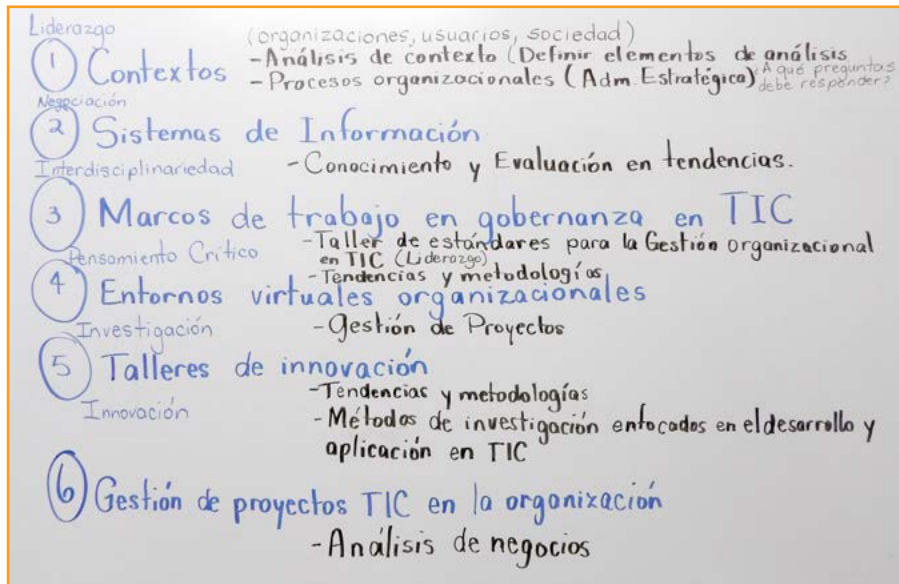 Liderazgo
(organizaciones, usuarios, sociedad)
1 Contextos
-Análisis de contexto (Definir elementos de análisis
-Procesos organizacionales (Adm. Estratégica) ¿A qué preguntas debe responder?
Negociación
2 Sistemas de Información
Interdisciplinariedad
-Conocimiento y Evaluación en tendencias.
3 Marcos de trabajo en gobernanza en TIC
Pensamiento Crítico
-Taller de estándares para la Gestión organizacional
en TIC (Liderazgo)
-Tendencias y metodologías
4 Entornos virtuales organizacionales
Investigación
-Gestión de Proyectos
5 Talleres de innovación
-Tendencias y metodologías
Innovación
-Métodos de investigación enfocados en el desarrollo y
aplicación en TIC
6 Gestión de proyectos TIC en la organización
-Análisis de negocios